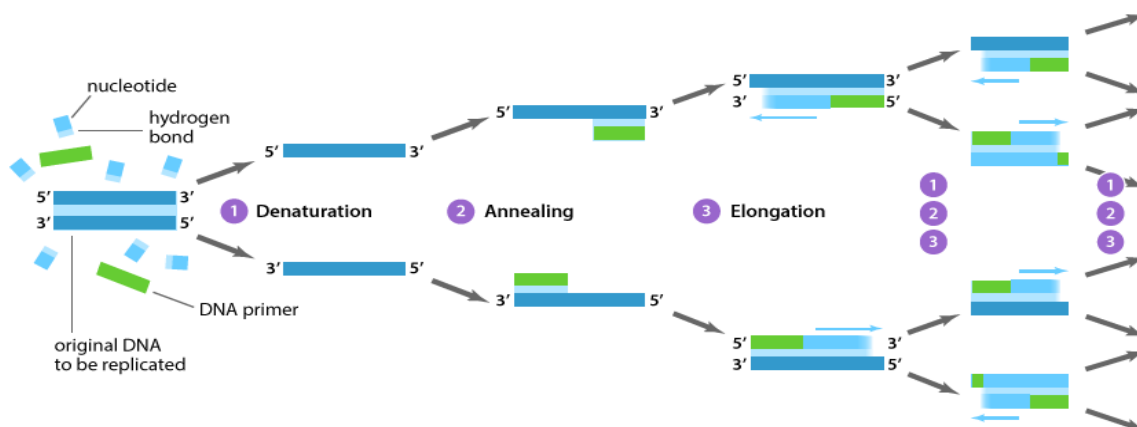 nucleotide
hydrogen
bond
5′ 3′
3′ 5′
DNA primer
original DNA
to be replicated
5′ 3′
1 Denaturation
3′ 5′
5′ 3′
2 Annealing
3′ 5′
5′ 3′
3′ 5′
3 Elongation
5′ 3′
3′ 5′
1
2
3
1
2
3